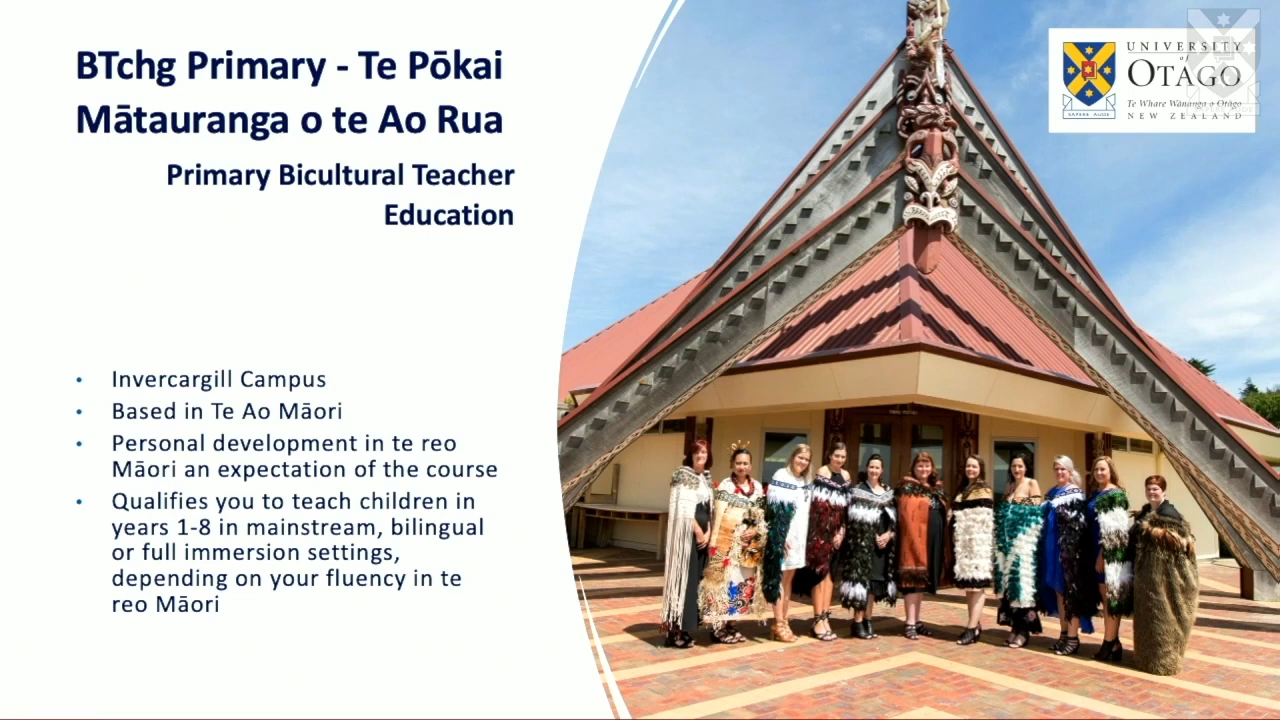 BTchg Primary - Te Pōkai
Mātauranga o te Ao Rua
Primary Bicultural Teacher
Education
• Invercargill Campus
• Based in Te Ao Māori
• Personal development in te reo
Māori an expectation of the course
• Qualifies you to teach children in
years 1-8 in mainstream, bilingual
or full immersion settings,
depending on your fluency in te
reo Māori
UNIVERSITY
of
OTAGO
Te Whare Wānanga o Otāgo
NEW ZEALAND
SAPERE AUDE